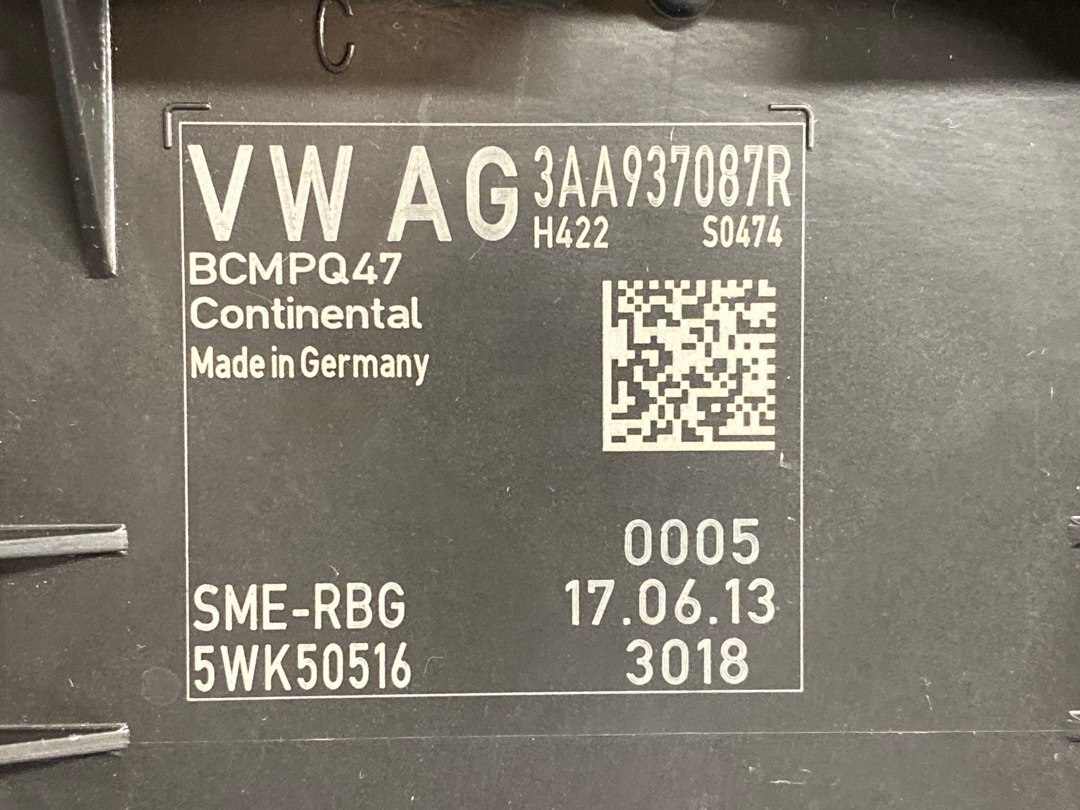 C
VW AG 3AA937087R
H422 S0474
BCMPQ47
Continental
Made in Germany
0005
SME-RBG 17.06.13
5WK50516 3018